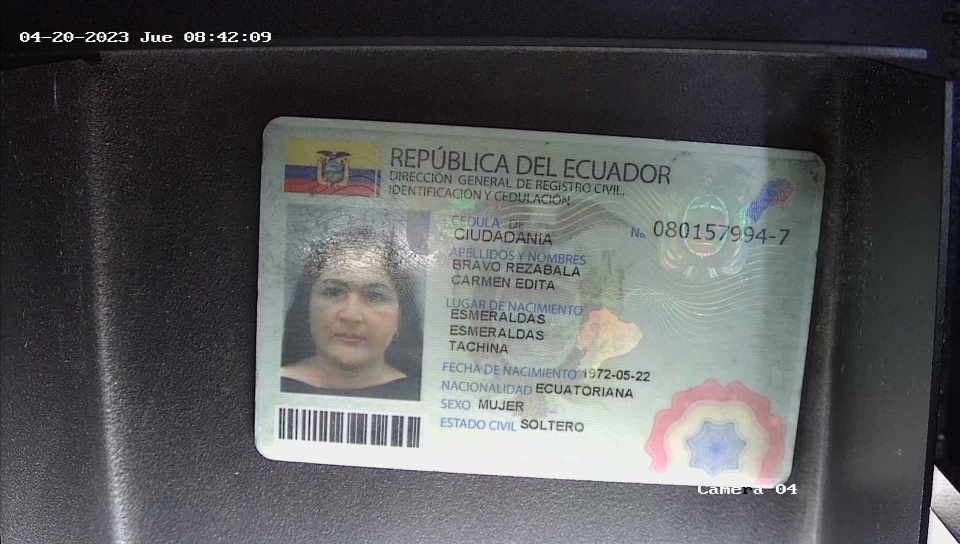 04-20-2023 Jue 08:42:09
REPÚBLICA DEL ECUADOR
DIRECCIÓN GENERAL DE REGISTRO CIVIL,
IDENTIFICACIÓN Y CEDULACIÓN
CÉDULA DE
CIUDADANÍA
No. 080157994-7
APELLIDOS Y NOMBRES
BRAVO REZABALA
CARMEN EDITA
LUGAR DE NACIMIENTO
ESMERALDAS
ESMERALDAS
TACHINA
FECHA DE NACIMIENTO 1972-05-22
NACIONALIDAD ECUATORIANA
SEXO MUJER
ESTADO CIVIL SOLTERO
Camera 04